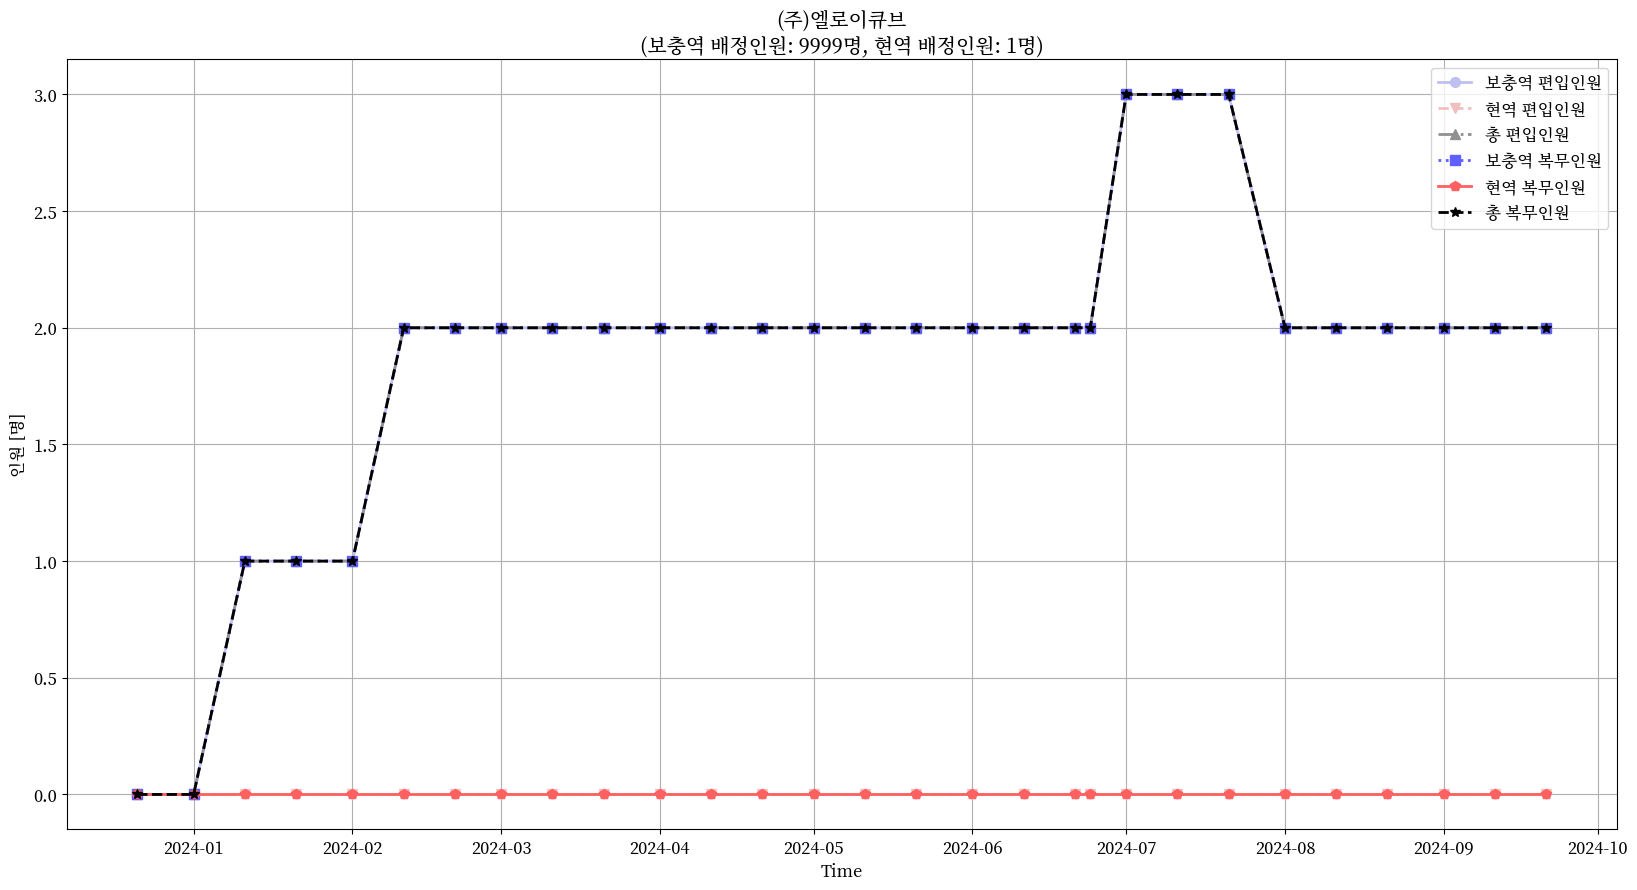 (주)엘로이큐브
(보충역 배정인원: 9999명, 현역 배정인원: 1명)
보충역 편입인원
현역 편입인원
총 편입인원
보충역 복무인원
현역 복무인원
총 복무인원
3.0
2.5
2.0
1.5
1.0
0.5
0.0
인원 [명]
2024-01 2024-02 2024-03 2024-04 2024-05 2024-06 2024-07 2024-08 2024-09 2024-10
Time